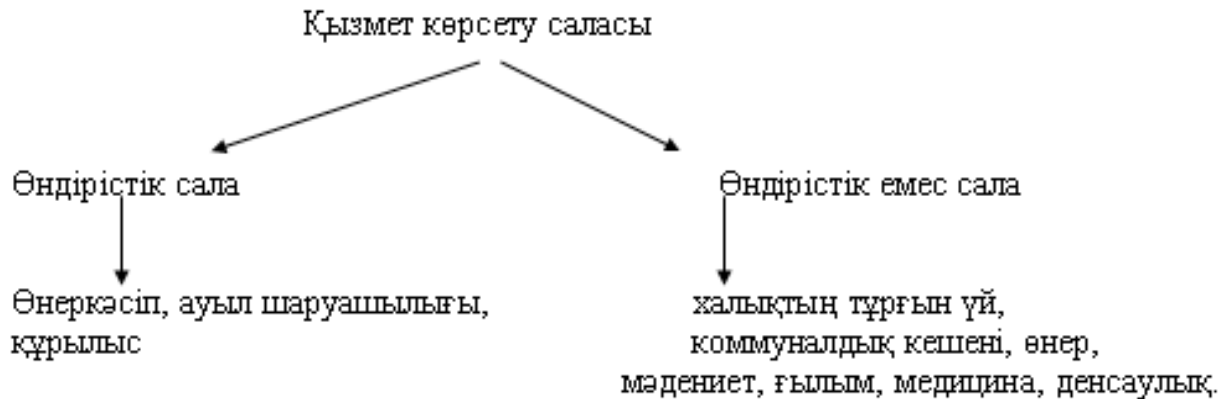 Қызмет көрсету саласы
Өндірістік сала
Өндірістік емес сала
Өнеркәсіп, ауыл шаруашылығы,
құрылыс
халықтың тұрғын үй,
коммуналдық кешені, өнер,
мәдениет, ғылым, медицина, денсаулық.